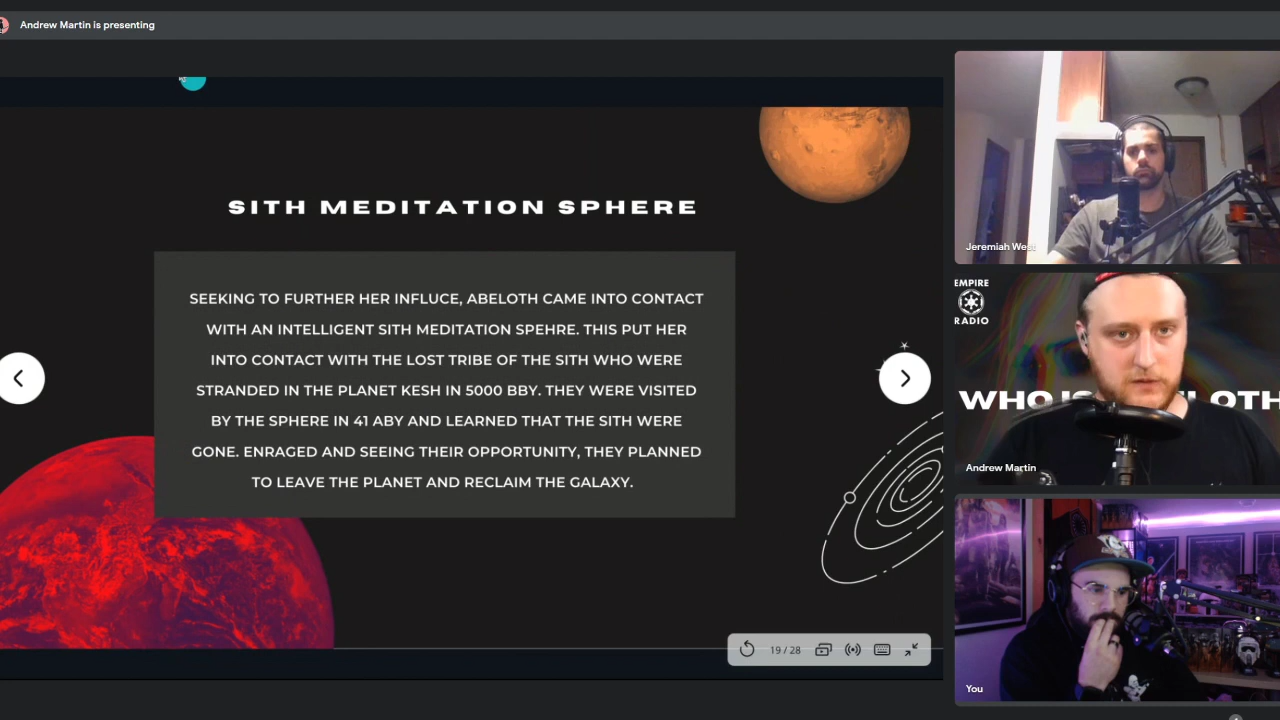 Andrew Martin is presenting
SITH MEDITATION SPHERE
SEEKING TO FURTHER HER INFLUCE, ABELOTH CAME INTO CONTACT
WITH AN INTELLIGENT SITH MEDITATION SPEHRE. THIS PUT HER
INTO CONTACT WITH THE LOST TRIBE OF THE SITH WHO WERE
STRANDED IN THE PLANET KESH IN 5000 BBY. THEY WERE VISITED
BY THE SPHERE IN 41 ABY AND LEARNED THAT THE SITH WERE
GONE. ENRAGED AND SEEING THEIR OPPORTUNITY, THEY PLANNED
TO LEAVE THE PLANET AND RECLAIM THE GALAXY.
19 / 28
Jeremiah West
EMPIRE
RADIO
WHO IS
OTH
Andrew Martin
You